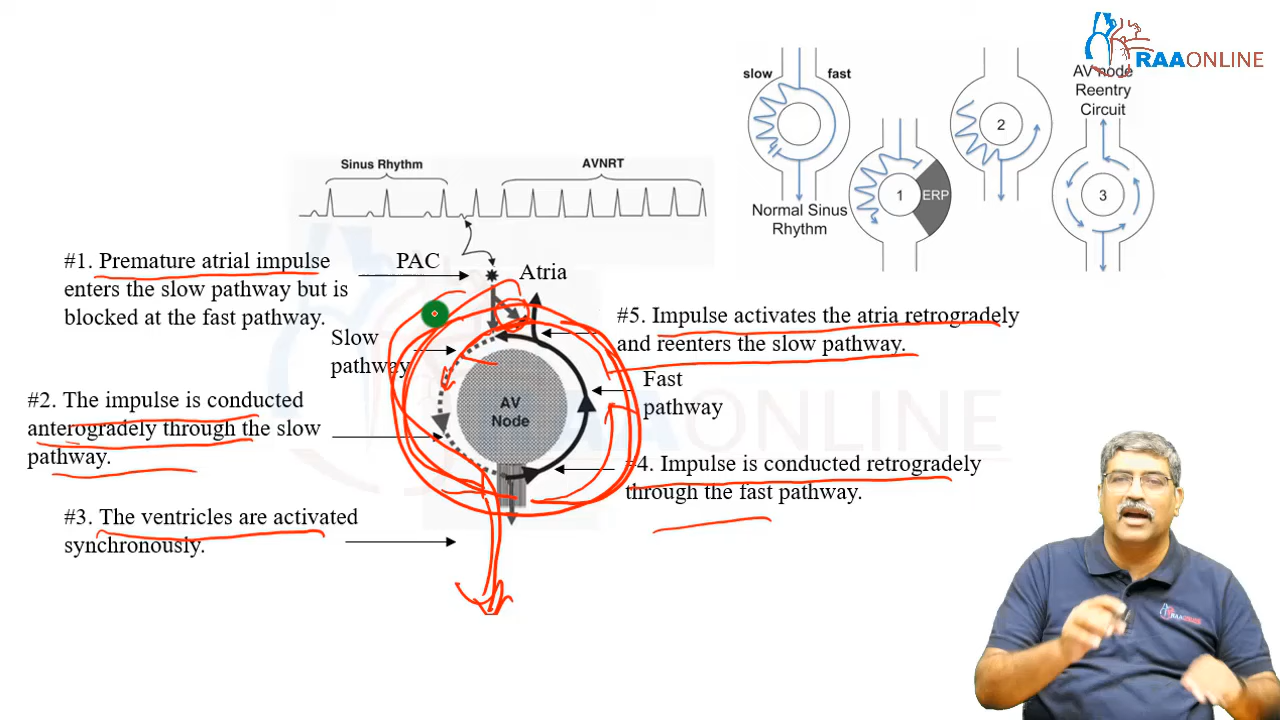 RAAONLINE
slow
fast
AV node
Reentry
Circuit
2
1
ERP
3
Normal Sinus
Rhythm
Sinus Rhythm
AVNRT
#1. Premature atrial impulse
enters the slow pathway but is
blocked at the fast pathway.
PAC
Atria
Slow
pathway
#5. Impulse activates the atria retrogradely
and reenters the slow pathway.
Fast
pathway
#2. The impulse is conducted
anterogradely through the slow
pathway.
AV
Node
#4. Impulse is conducted retrogradely
through the fast pathway.
#3. The ventricles are activated
synchronously.
RAAONLINE
RAAONLINE